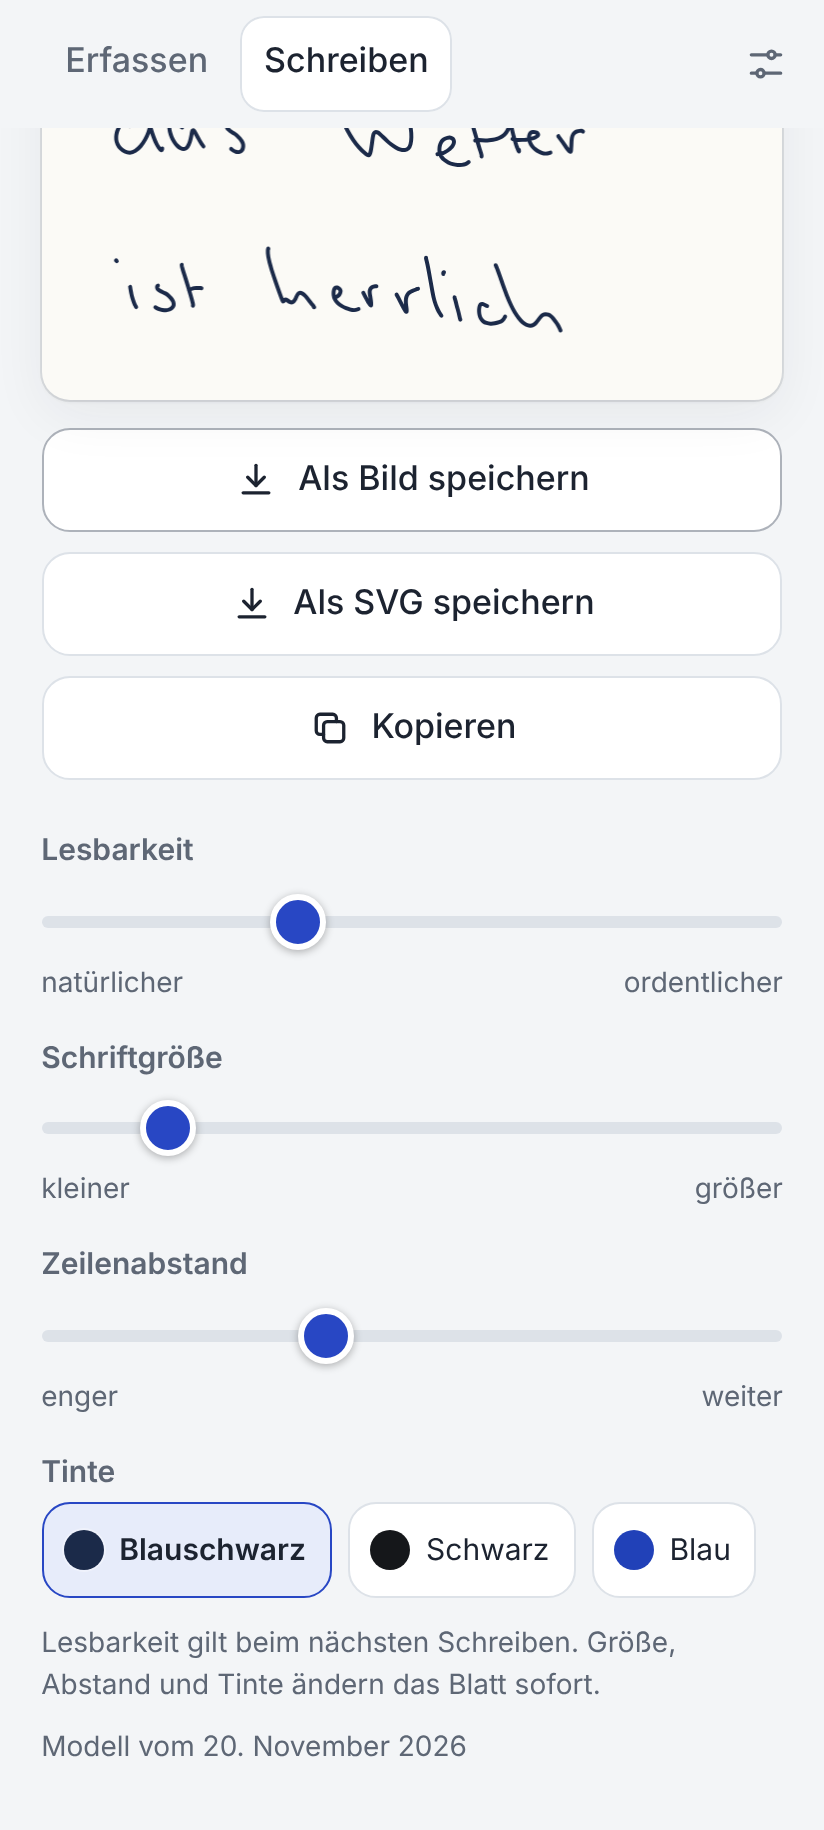 Erfassen Schreiben
das Wetter
ist herrlich
Als Bild speichern
Als SVG speichern
Kopieren
Lesbarkeit
natürlicher ordentlicher
Schriftgröße
kleiner größer
Zeilenabstand
enger weiter
Tinte
Blauschwarz Schwarz Blau
Lesbarkeit gilt beim nächsten Schreiben. Größe,
Abstand und Tinte ändern das Blatt sofort.
Modell vom 20. November 2026